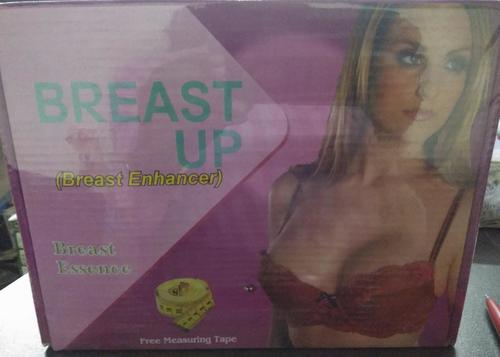 BREAST
UP
(Breast Enhancer)
Breast
Essence
Free Measuring Tape